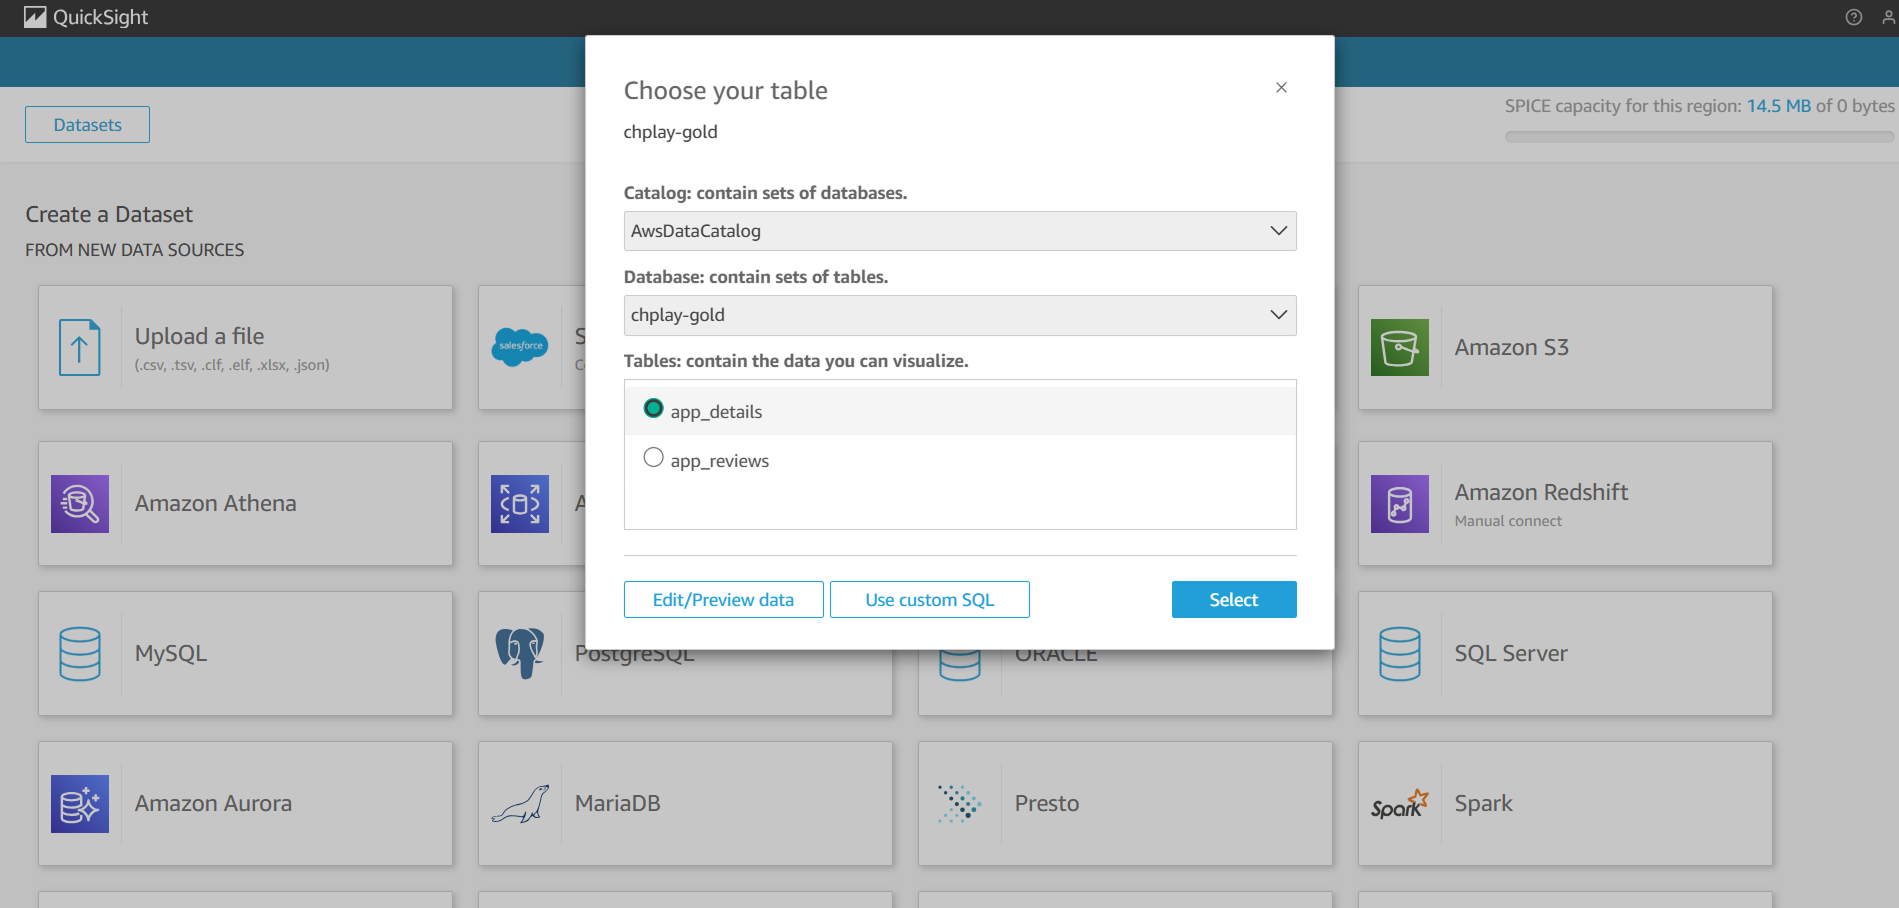 QuickSight
Datasets
SPICE capacity for this region: 14.5 MB of 0 bytes
Create a Dataset
FROM NEW DATA SOURCES
Choose your table
chplay-gold
Catalog: contain sets of databases.
AwsDataCatalog
Database: contain sets of tables.
chplay-gold
Tables: contain the data you can visualize.
app_details
app_reviews
Edit/Preview data
Use custom SQL
Select
Upload a file
(.csv, .tsv, .clf, .elf, .xlsx, .json)
salesforce
Amazon S3
Amazon Athena
Amazon Redshift
Manual connect
MySQL
PostgreSQL
ORACLE
SQL Server
Amazon Aurora
MariaDB
Presto
Spark
Spark